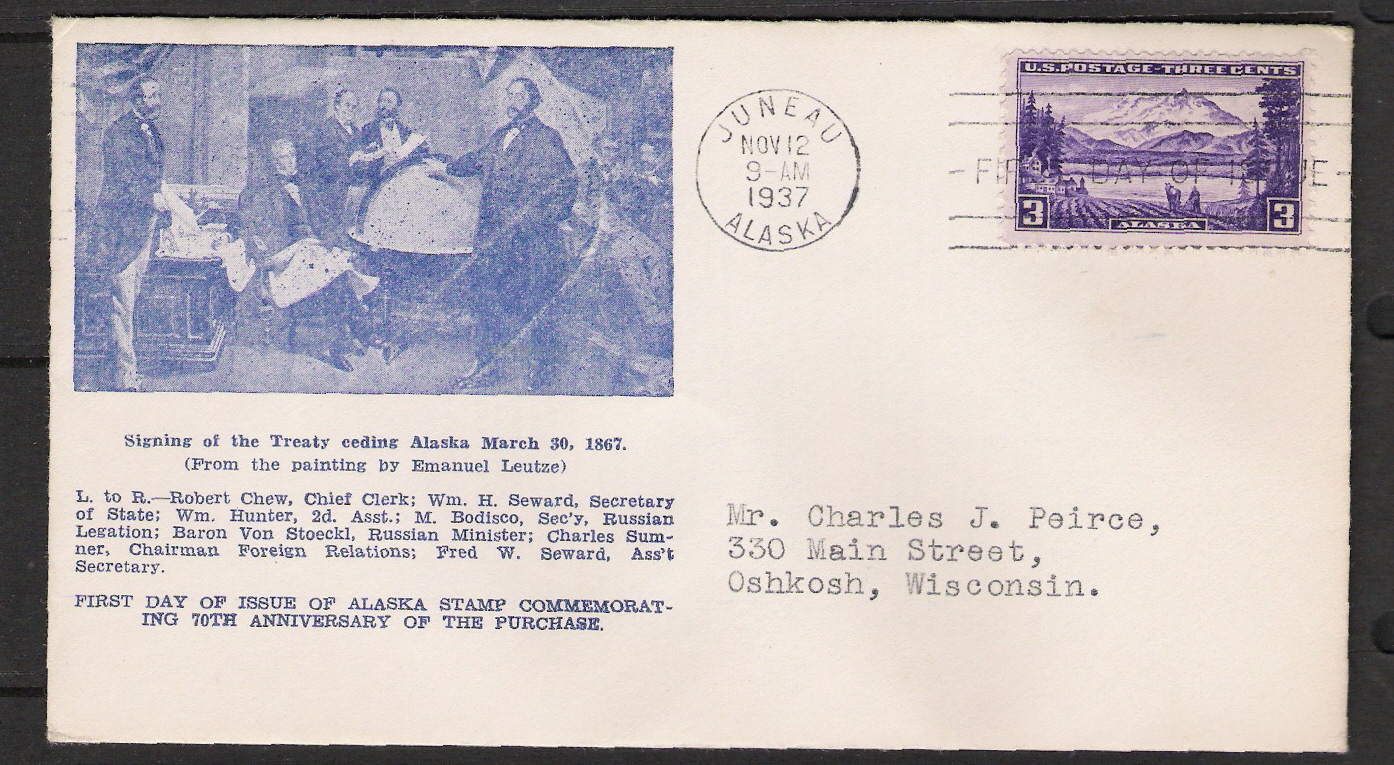 U.S.POSTAGE-THREE CENTS
JUNEAU
NOV 12
9-AM
1937
ALASKA
FIRST DAY OF ISSUE
3 ALASKA 3
Signing of the Treaty ceding Alaska March 30, 1867.
(From the painting by Emanuel Leutze)
L. to R.—Robert Chew, Chief Clerk; Wm. H. Seward, Secretary
of State; Wm. Hunter, 2d. Asst.; M. Bodisco, Sec'y, Russian
Legation; Baron Von Stoeckl, Russian Minister; Charles Sum-
ner, Chairman Foreign Relations; Fred W. Seward, Ass't
Secretary.
FIRST DAY OF ISSUE OF ALASKA STAMP COMMEMORAT-
ING 70TH ANNIVERSARY OF THE PURCHASE.
Mr. Charles J. Peirce,
330 Main Street,
Oshkosh, Wisconsin.